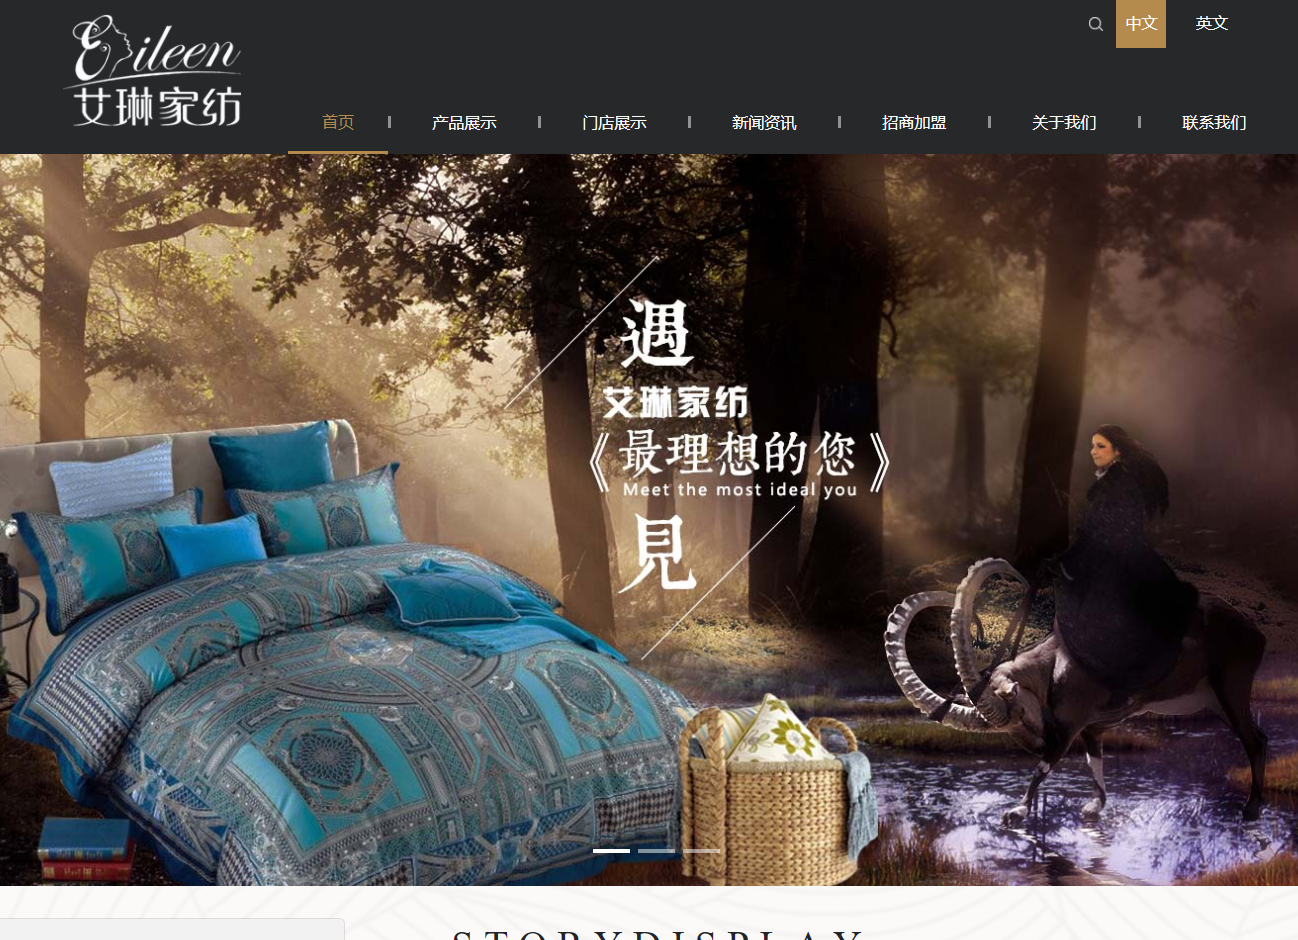 中文
英文
Eileen
艾琳家纺
首页
产品展示
门店展示
新闻资讯
招商加盟
关于我们
联系我们
遇
艾琳家纺
《最理想的您》
Meet the most ideal you
見
STORYDISPLAY